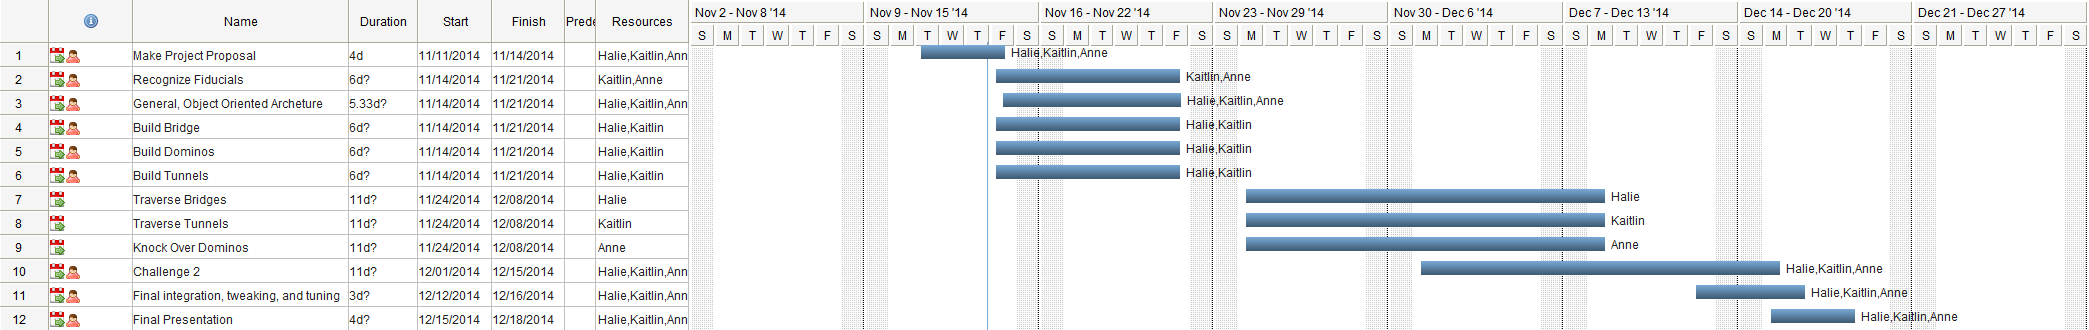 Name Duration Start Finish Prede Resources Nov 2 - Nov 8 '14 Nov 9 - Nov 15 '14 Nov 16 - Nov 22 '14 Nov 23 - Nov 29 '14 Nov 30 - Dec 6 '14 Dec 7 - Dec 13 '14 Dec 14 - Dec 20 '14 Dec 21 - Dec 27 '14
S M T W T F S S M T W T F S S M T W T F S S M T W T F S S M T W T F S S M T W T F S S M T W T F S S M T W T F S
1 Make Project Proposal 4d 11/11/2014 11/14/2014 Halie,Kaitlin,Ann Halie,Kaitlin,Anne
2 Recognize Fiducials 6d? 11/14/2014 11/21/2014 Kaitlin,Anne Kaitlin,Anne
3 General, Object Oriented Archeture 5.33d? 11/14/2014 11/21/2014 Halie,Kaitlin,Ann Halie,Kaitlin,Anne
4 Build Bridge 6d? 11/14/2014 11/21/2014 Halie,Kaitlin Halie,Kaitlin
5 Build Dominos 6d? 11/14/2014 11/21/2014 Halie,Kaitlin Halie,Kaitlin
6 Build Tunnels 6d? 11/14/2014 11/21/2014 Halie,Kaitlin Halie,Kaitlin
7 Traverse Bridges 11d? 11/24/2014 12/08/2014 Halie Halie
8 Traverse Tunnels 11d? 11/24/2014 12/08/2014 Kaitlin Kaitlin
9 Knock Over Dominos 11d? 11/24/2014 12/08/2014 Anne Anne
10 Challenge 2 11d? 12/01/2014 12/15/2014 Halie,Kaitlin,Ann Halie,Kaitlin,Anne
11 Final integration, tweaking, and tuning 3d? 12/12/2014 12/16/2014 Halie,Kaitlin,Ann Halie,Kaitlin,Anne
12 Final Presentation 4d? 12/15/2014 12/18/2014 Halie,Kaitlin,Ann Halie,Kaitlin,Anne